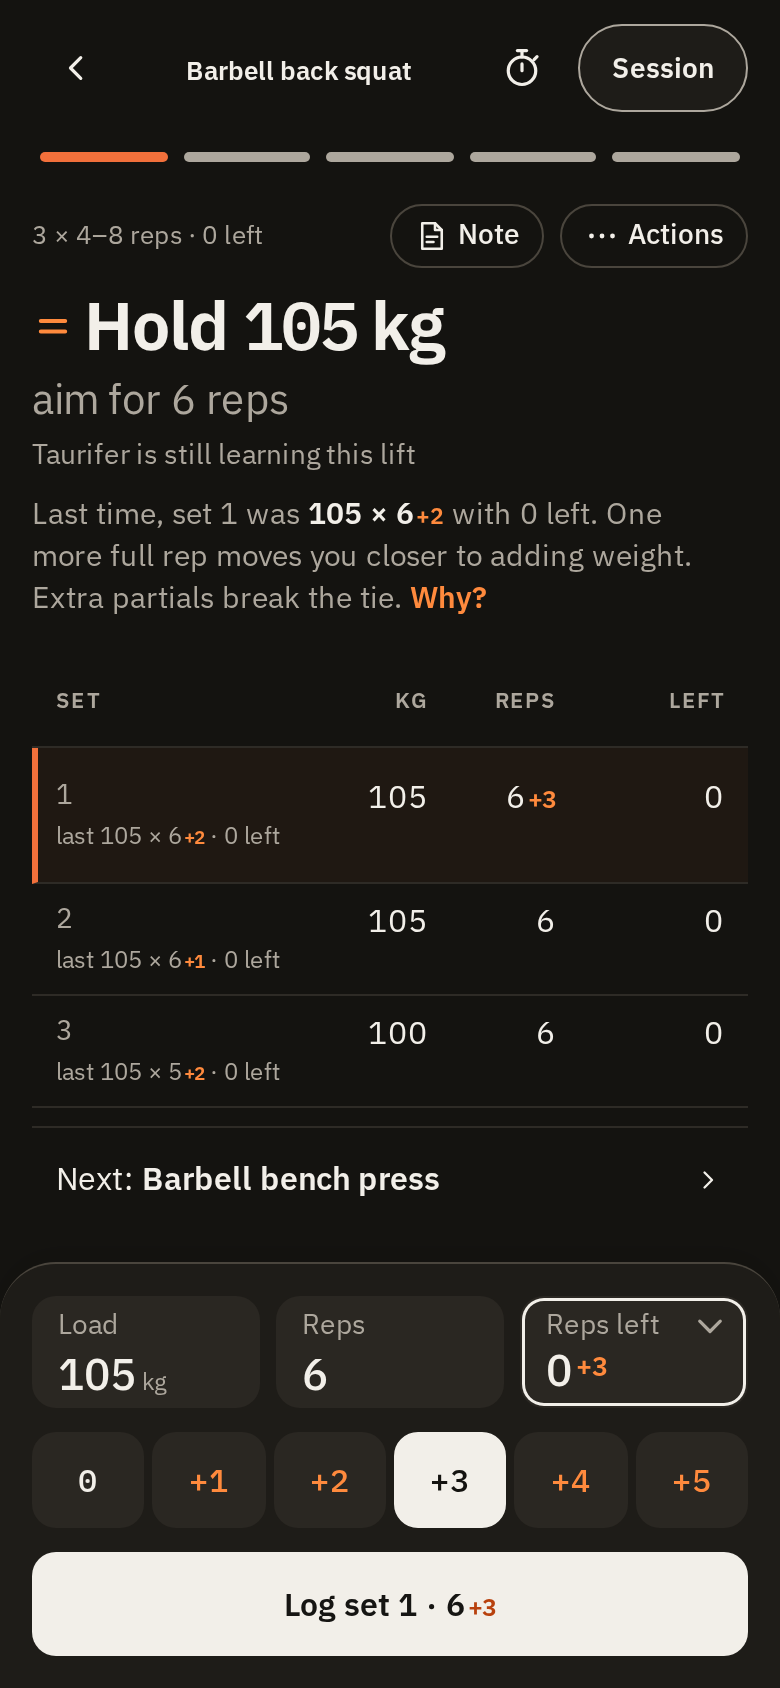 Barbell back squat
Session
3 × 4–8 reps · 0 left
Note
··· Actions
= Hold 105 kg
aim for 6 reps
Taurifer is still learning this lift
Last time, set 1 was 105 × 6+2 with 0 left. One
more full rep moves you closer to adding weight.
Extra partials break the tie. Why?
SET KG REPS LEFT
1 105 6+3 0
last 105 × 6+2 · 0 left
2 105 6 0
last 105 × 6+1 · 0 left
3 100 6 0
last 105 × 5+2 · 0 left
Next: Barbell bench press
Load Reps Reps left
105 kg 6 0+3
0 +1 +2 +3 +4 +5
Log set 1 · 6+3